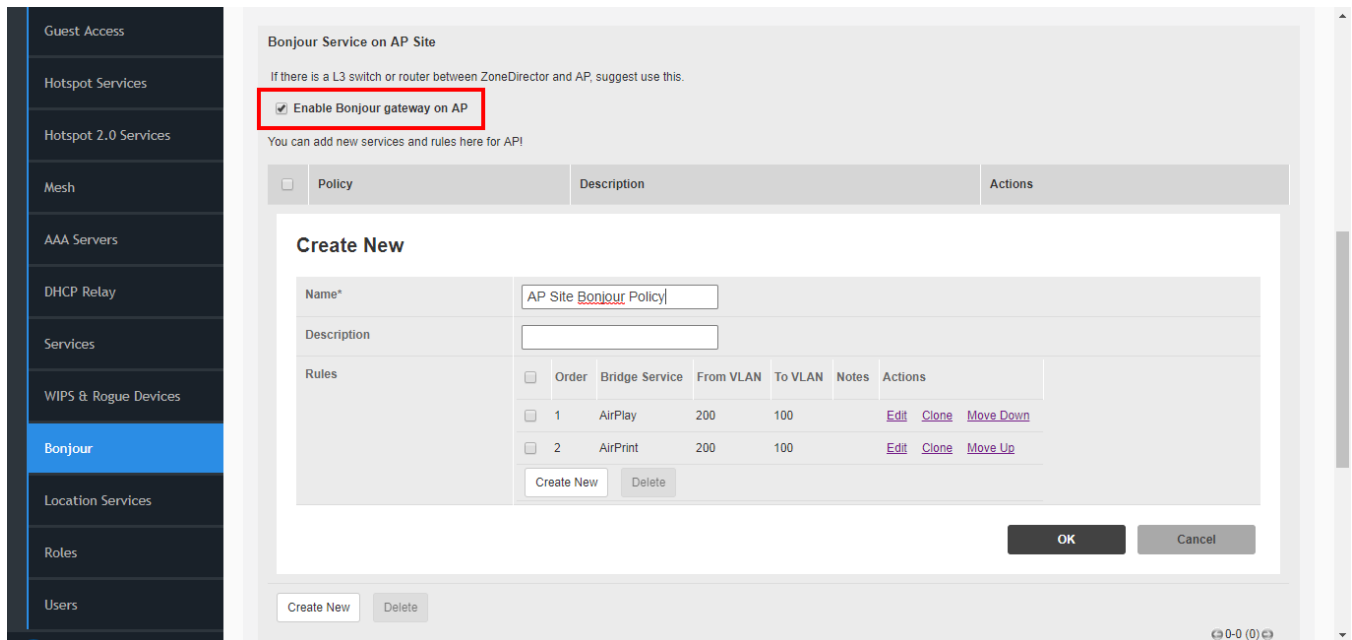 Guest Access
Hotspot Services
Hotspot 2.0 Services
Mesh
AAA Servers
DHCP Relay
Services
WIPS & Rogue Devices
Bonjour
Location Services
Roles
Users
Bonjour Service on AP Site
If there is a L3 switch or router between ZoneDirector and AP, suggest use this.
Enable Bonjour gateway on AP
You can add new services and rules here for AP!
Policy Description Actions
Create New
Name* AP Site Bonjour Policy
Description
Rules
Order Bridge Service From VLAN To VLAN Notes Actions
1 AirPlay 200 100 Edit Clone Move Down
2 AirPrint 200 100 Edit Clone Move Up
Create New Delete
OK Cancel
Create New Delete
0-0 (0)